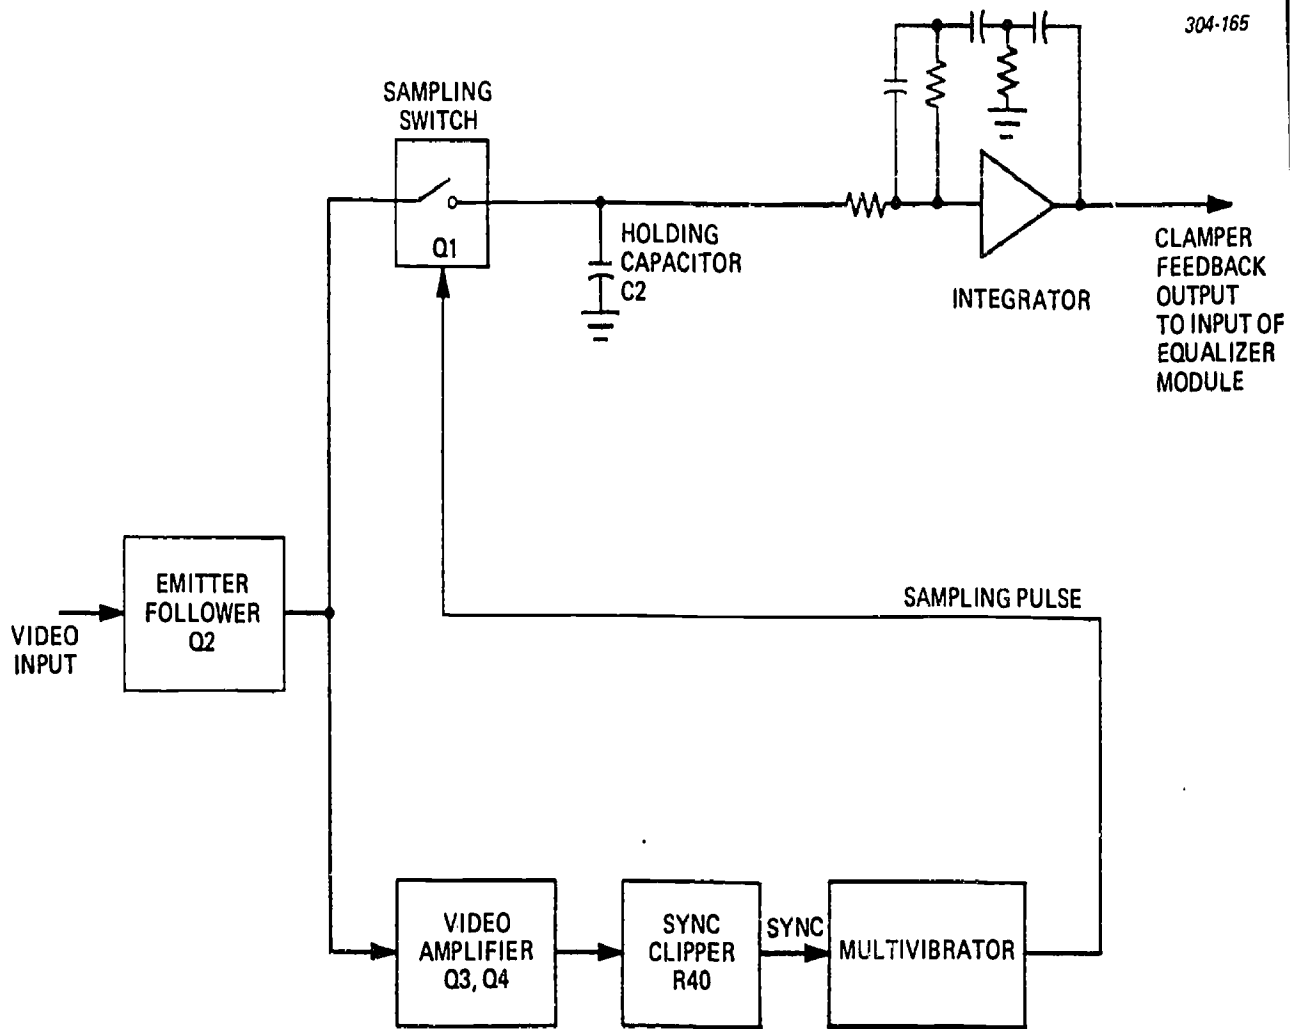 304-165
SAMPLING
SWITCH
Q1
HOLDING
CAPACITOR
C2
INTEGRATOR
CLAMPER
FEEDBACK
OUTPUT
TO INPUT OF
EQUALIZER
MODULE
EMITTER
FOLLOWER
Q2
VIDEO
INPUT
SAMPLING PULSE
VIDEO
AMPLIFIER
Q3, Q4
SYNC
CLIPPER
R40
SYNC
MULTIVIBRATOR